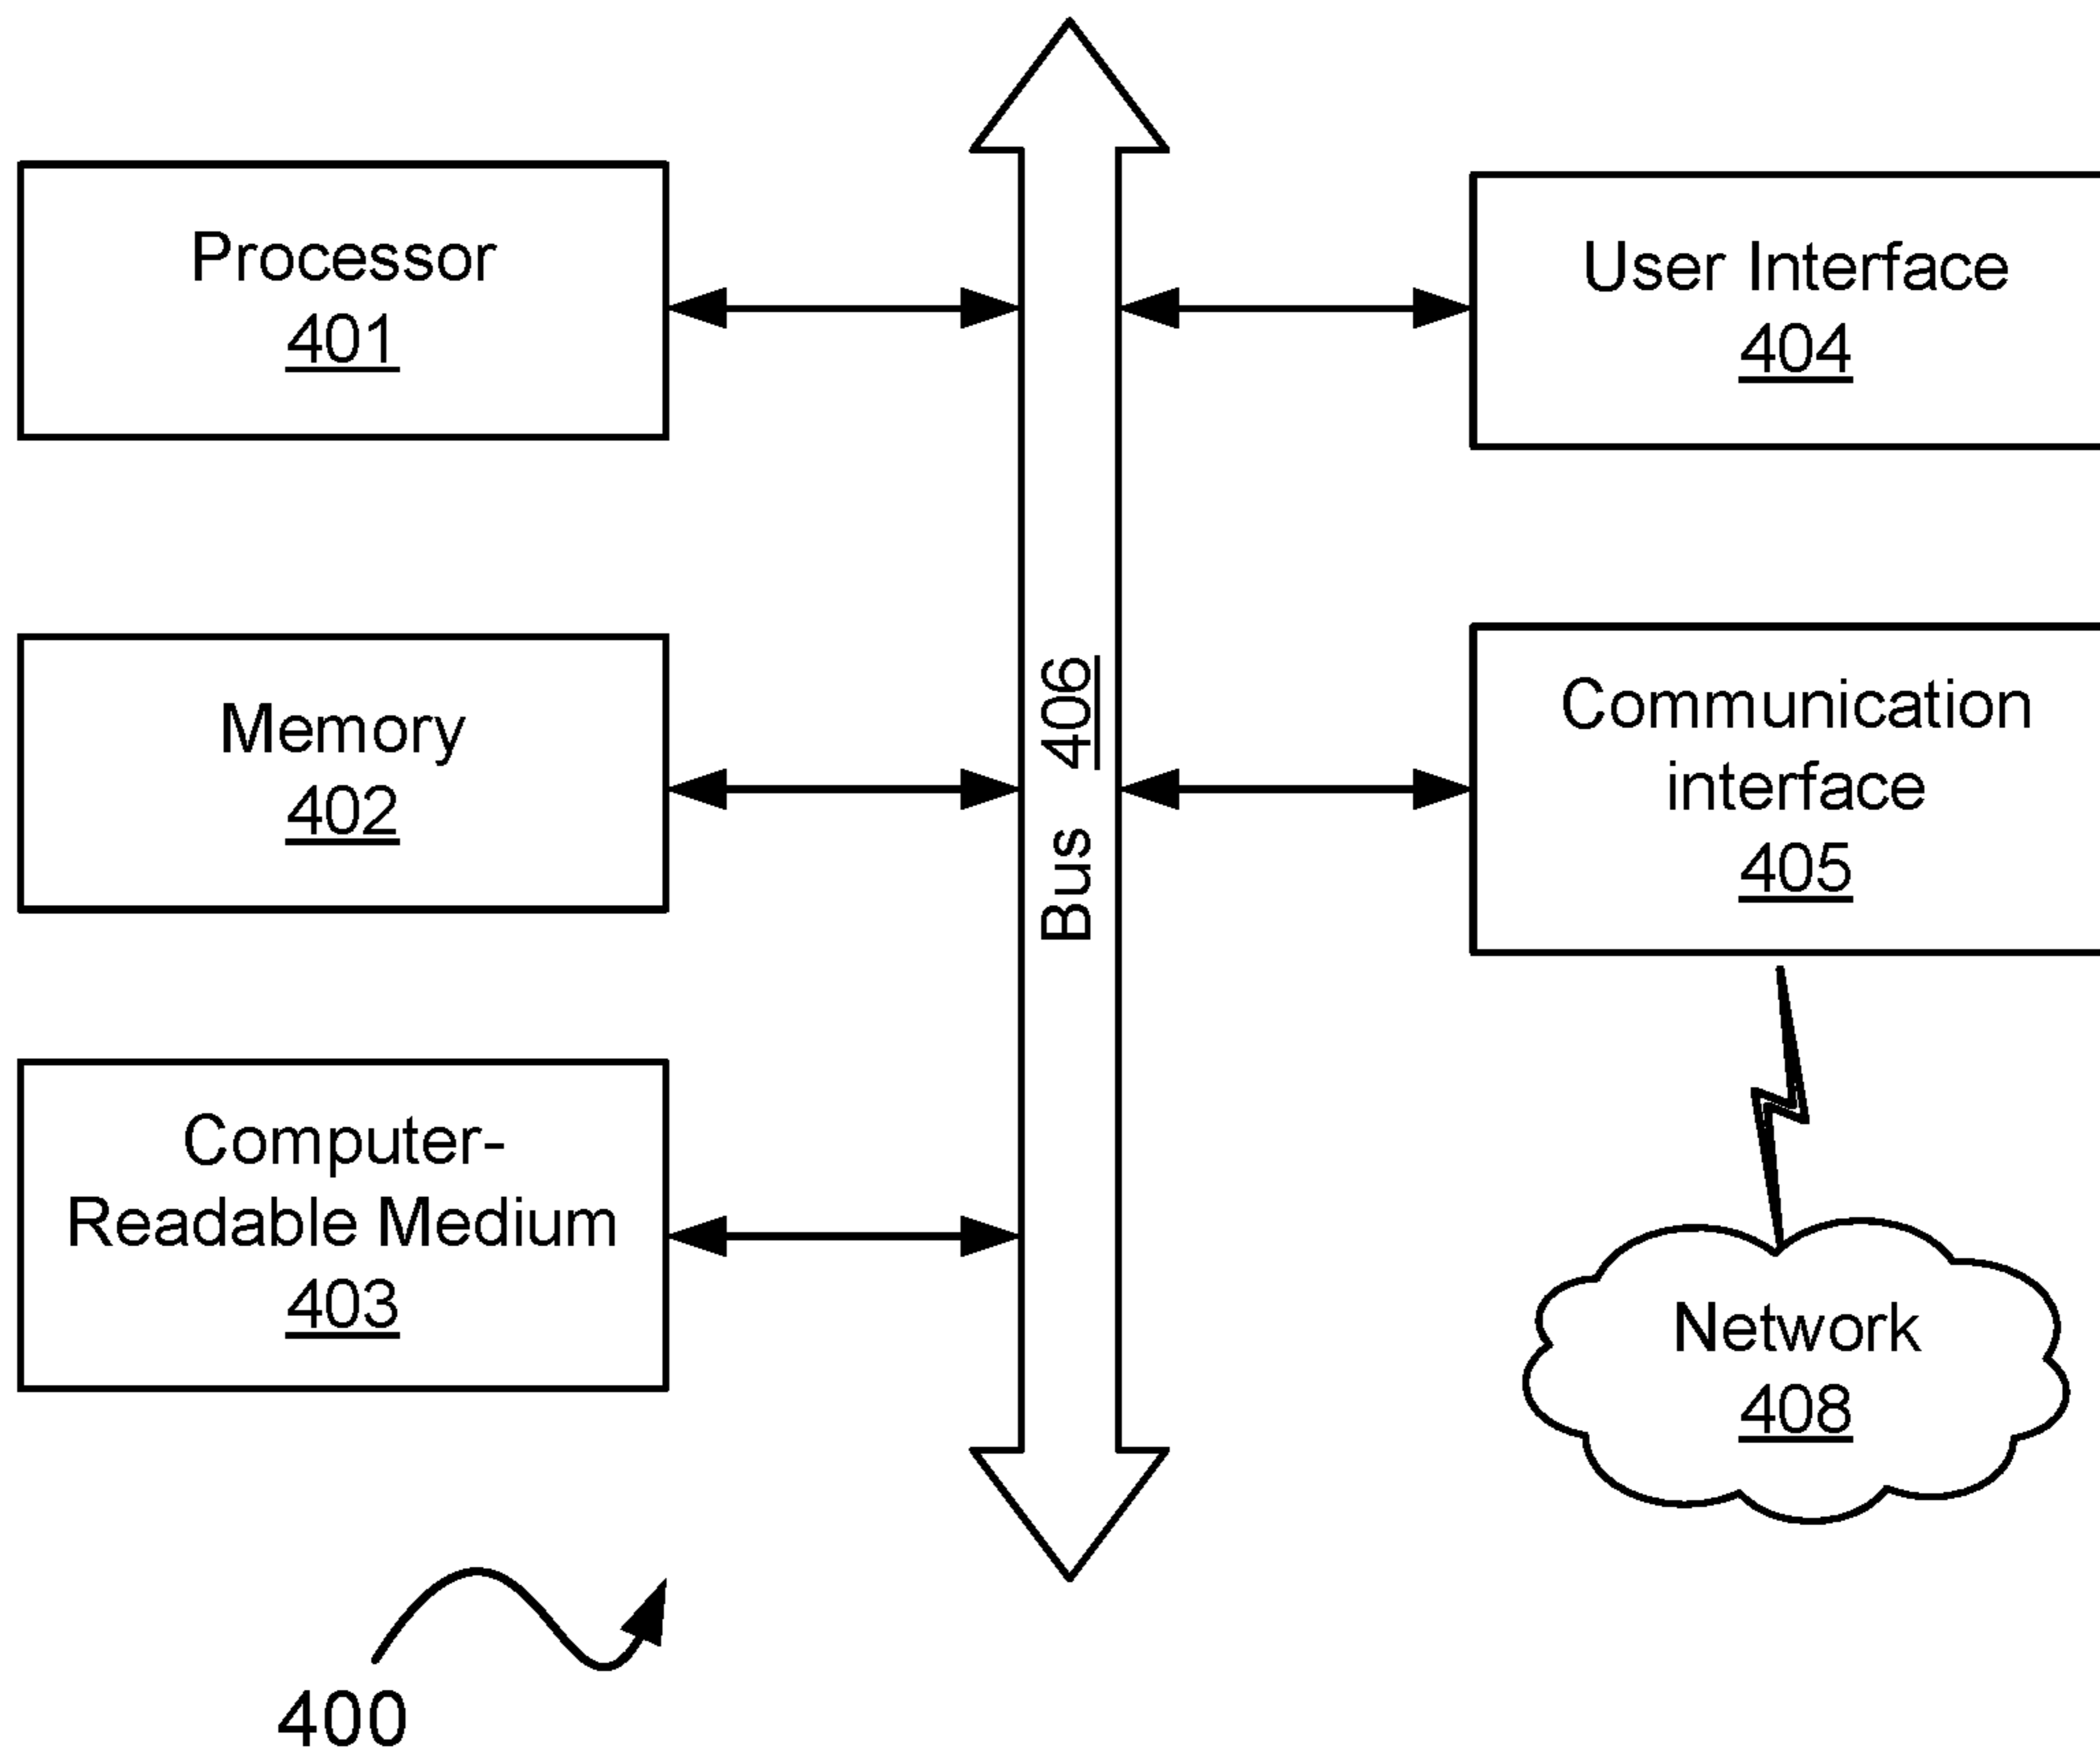 Processor
401
Memory
402
Computer-
Readable Medium
403
Bus 406
User Interface
404
Communication
interface
405
Network
408
400